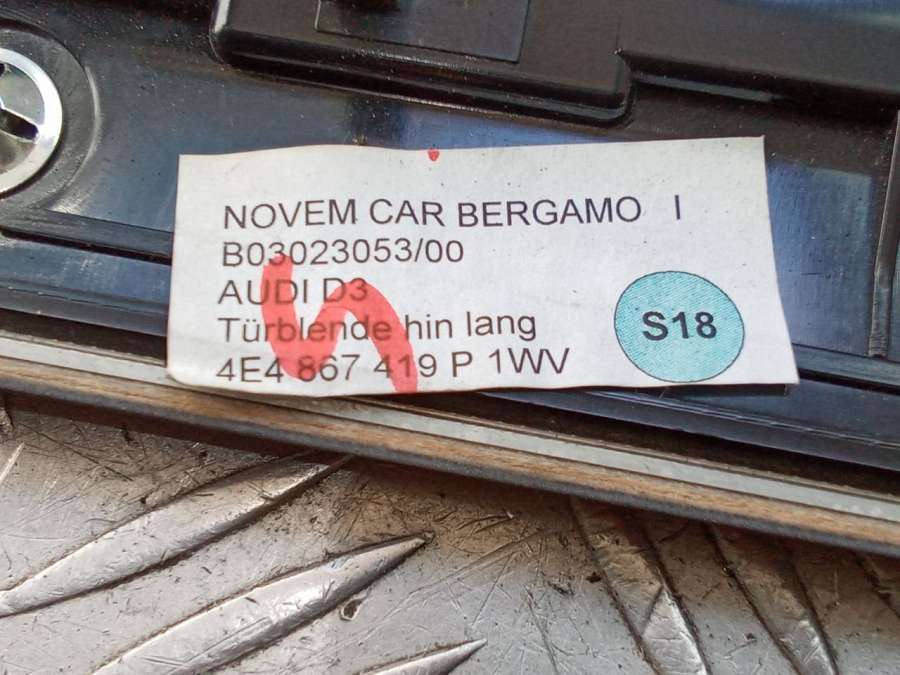 NOVEM CAR BERGAMO I
B03023053/00
AUDI D3
Türblende hin lang
4E4 867 419 P 1WV
S18